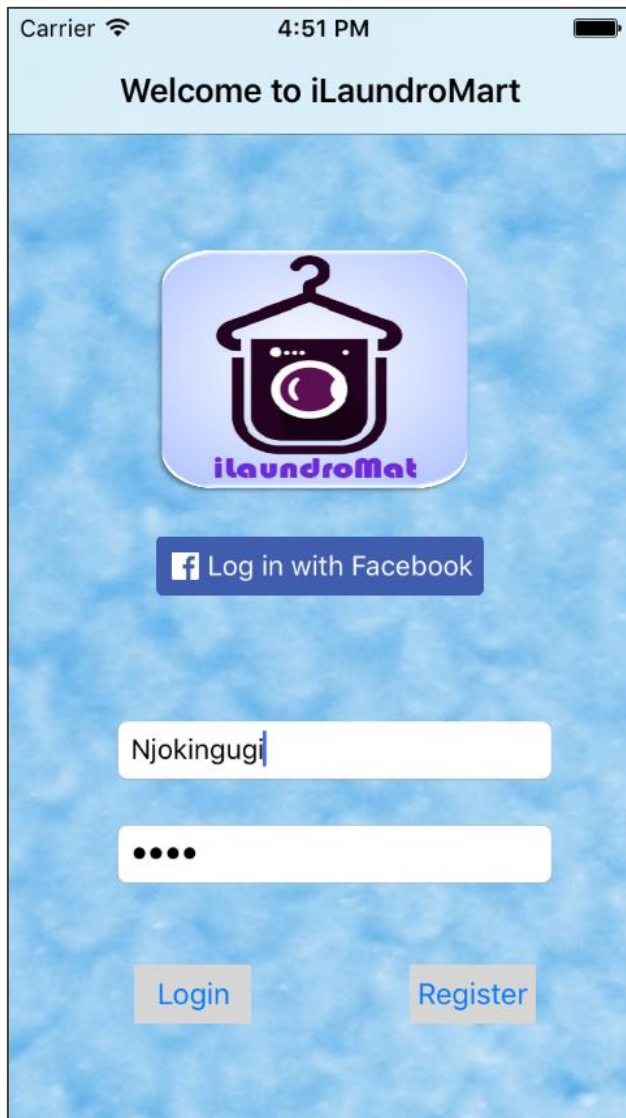 Carrier 4:51 PM
Welcome to iLaundroMart
iLaundroMat
Log in with Facebook
Njokingugi
••••
Login Register